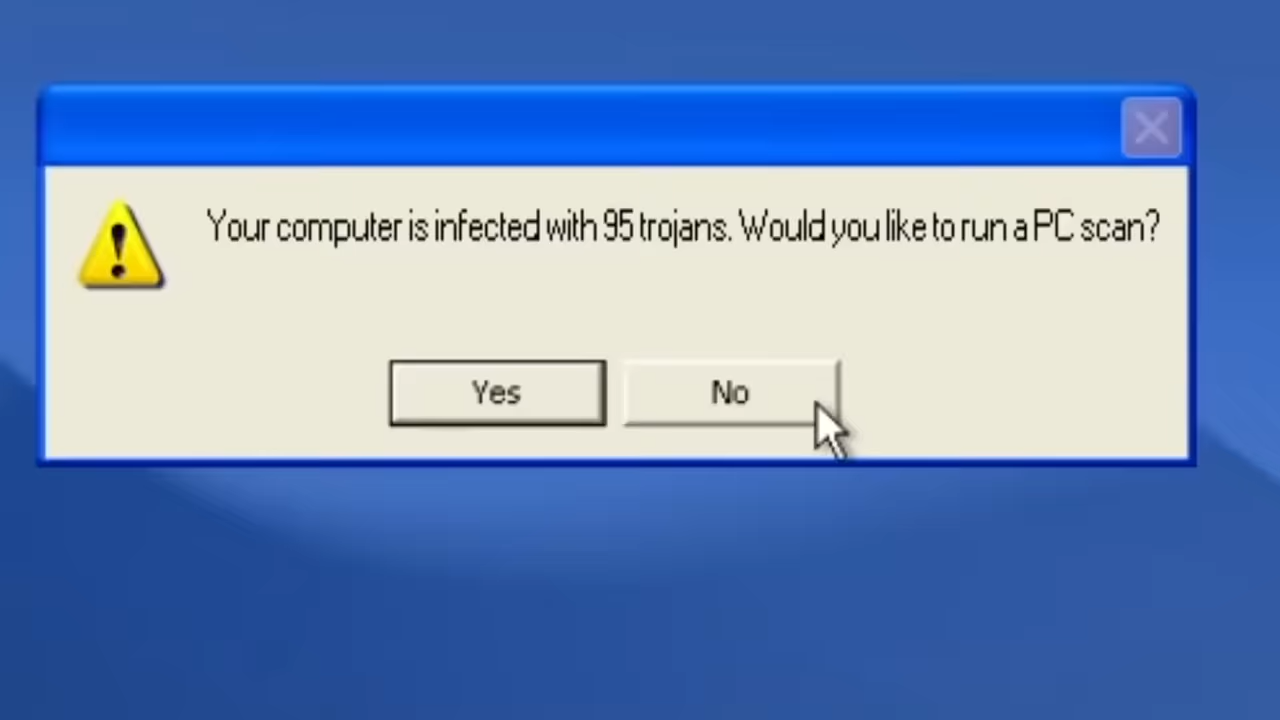 Your computer is infected with 95 trojans. Would you like to run a PC scan?
Yes
No